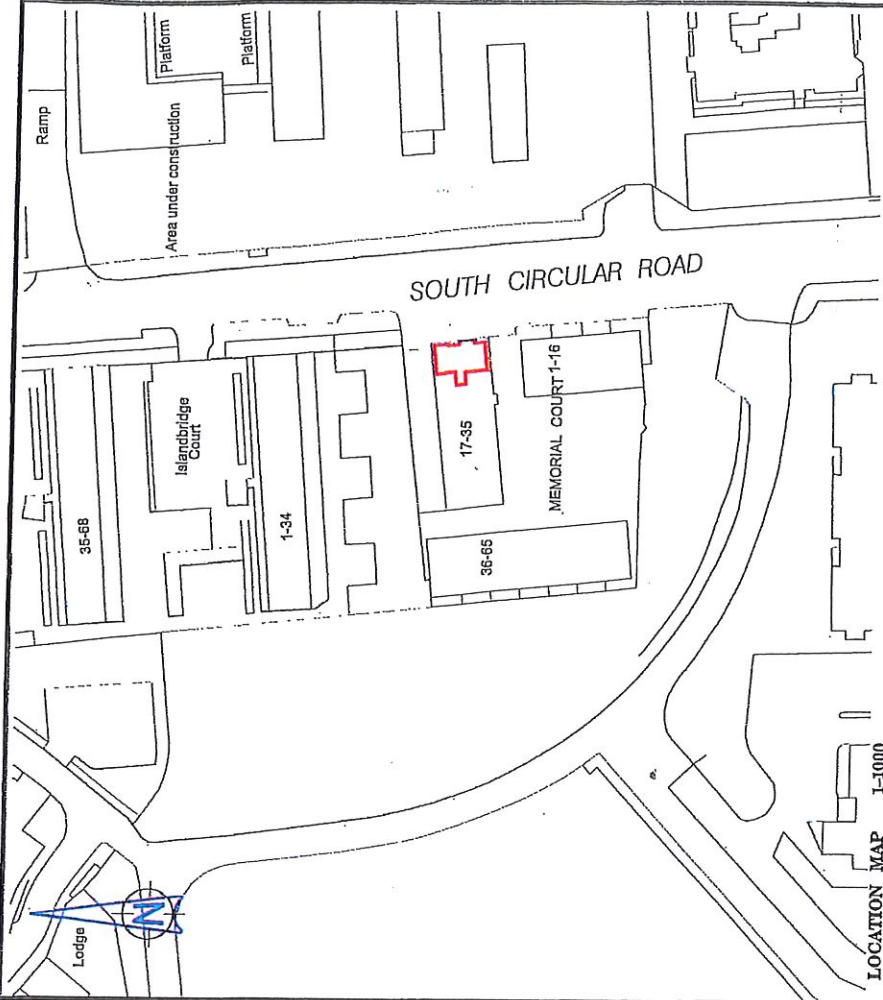 Ramp
Platform
Platform
Area under construction
SOUTH CIRCULAR ROAD
Islandbridge
Court
35-68
1-34
17-35
MEMORIAL COURT 1-16
36-65
Lodge
N
LOCATION MAP 1-1000